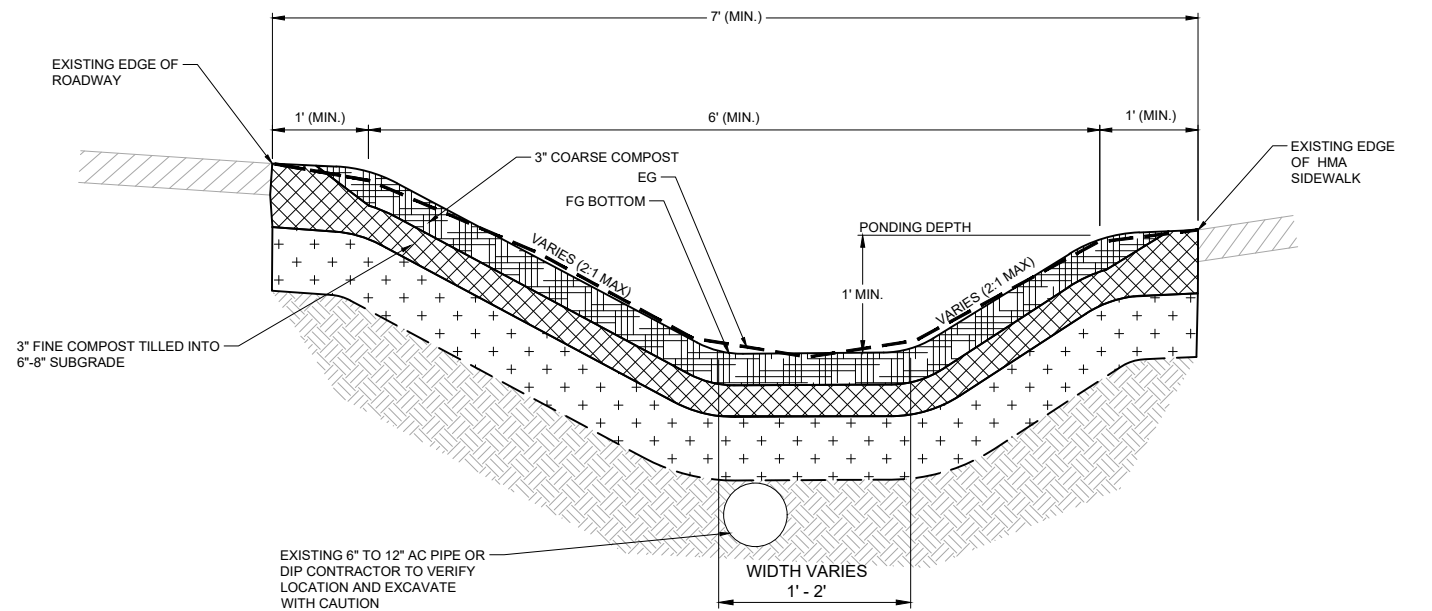 7' (MIN.)
EXISTING EDGE OF
ROADWAY
1' (MIN.)
6' (MIN.)
1' (MIN.)
3" COARSE COMPOST
EG
FG BOTTOM
EXISTING EDGE
OF HMA
SIDEWALK
PONDING DEPTH
VARIES (2:1 MAX)
1' MIN.
VARIES (2:1 MAX)
3" FINE COMPOST TILLED INTO
6"-8" SUBGRADE
EXISTING 6" TO 12" AC PIPE OR
DIP CONTRACTOR TO VERIFY
LOCATION AND EXCAVATE
WITH CAUTION
WIDTH VARIES
1' - 2'